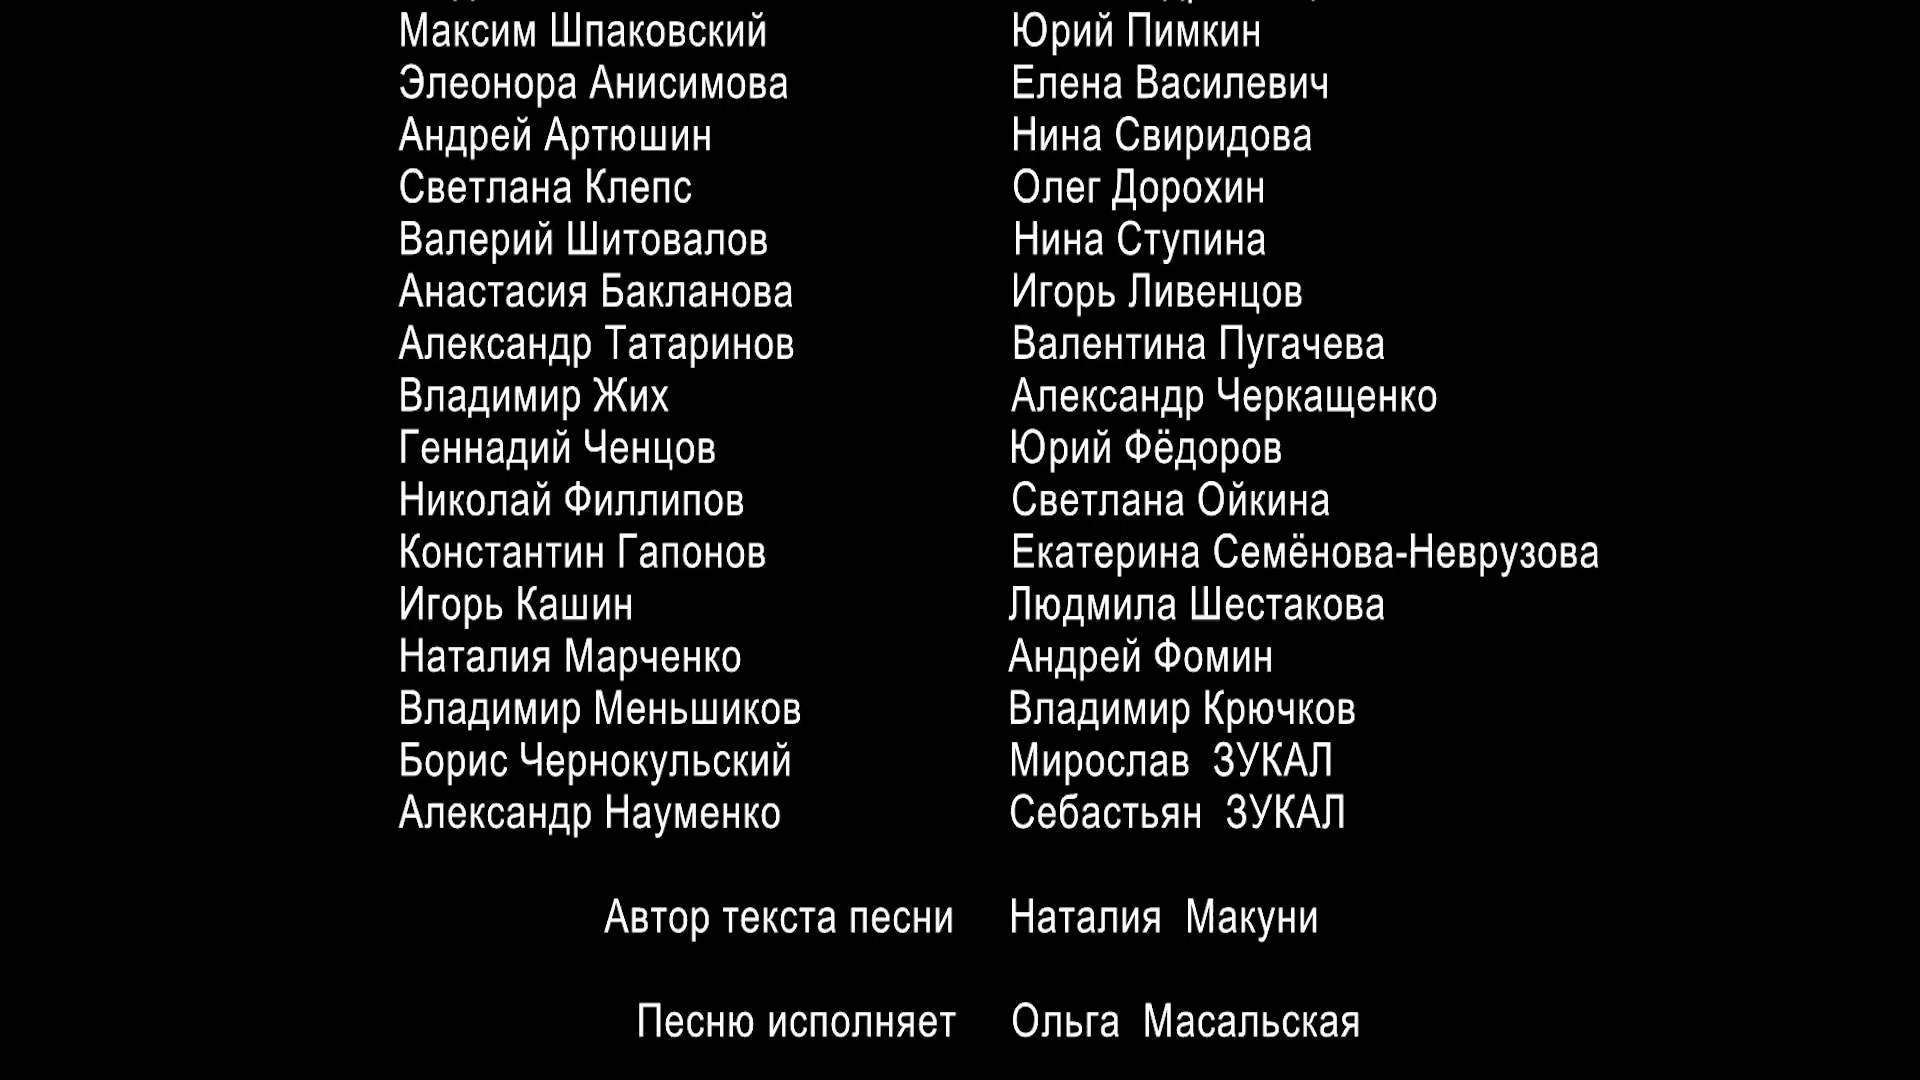 Максим Шпаковский Юрий Пимкин
Элеонора Анисимова Елена Василевич
Андрей Артюшин Нина Свиридова
Светлана Клепс Олег Дорохин
Валерий Шитовалов Нина Ступина
Анастасия Бакланова Игорь Ливенцов
Александр Татаринов Валентина Пугачева
Владимир Жих Александр Черкащенко
Геннадий Ченцов Юрий Фёдоров
Николай Филлипов Светлана Ойкина
Константин Гапонов Екатерина Семёнова-Неврузова
Игорь Кашин Людмила Шестакова
Наталия Марченко Андрей Фомин
Владимир Меньшиков Владимир Крючков
Борис Чернокульский Мирослав ЗУКАЛ
Александр Науменко Себастьян ЗУКАЛ
Автор текста песни Наталия Макуни
Песню исполняет Ольга Масальская